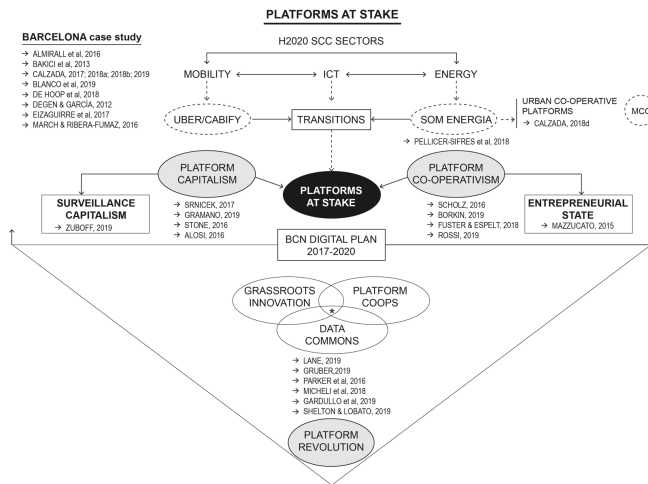 PLATFORMS AT STAKE
BARCELONA case study
→ ALMIRALL et al, 2016
→ BAKICI et al, 2013
→ CALZADA, 2017; 2018a; 2018b; 2019
→ BLANCO et al, 2019
→ DE HOOP et al, 2018
→ DEGEN & GARCÍA, 2012
→ EIZAGUIRRE et al, 2017
→ MARCH & RIBERA-FUMAZ, 2016
H2020 SCC SECTORS
MOBILITY
ICT
ENERGY
UBER/CABIFY
TRANSITIONS
SOM ENERGIA
→ PELLICER-SIFRES et al, 2018
URBAN CO-OPERATIVE
PLATFORMS
→ CALZADA, 2018d
MCC
PLATFORM
CAPITALISM
→ SRNICEK, 2017
→ GRAMANO, 2019
→ STONE, 2016
→ ALOSI, 2016
PLATFORMS
AT STAKE
PLATFORM
CO-OPERATIVISM
→ SCHOLZ, 2016
→ BORKIN, 2019
→ FUSTER & ESPELT, 2018
→ ROSSI, 2019
SURVEILLANCE
CAPITALISM
→ ZUBOFF, 2019
ENTREPRENEURIAL
STATE
→ MAZZUCATO, 2015
BCN DIGITAL PLAN
2017-2020
GRASSROOTS
INNOVATION
PLATFORM
COOPS
*
DATA
COMMONS
→ LANE, 2019
→ GRUBER,2019
→ PARKER et al, 2016
→ MICHELI et al, 2018
→ GARDULLO et al, 2019
→ SHELTON & LOBATO, 2019
PLATFORM
REVOLUTION